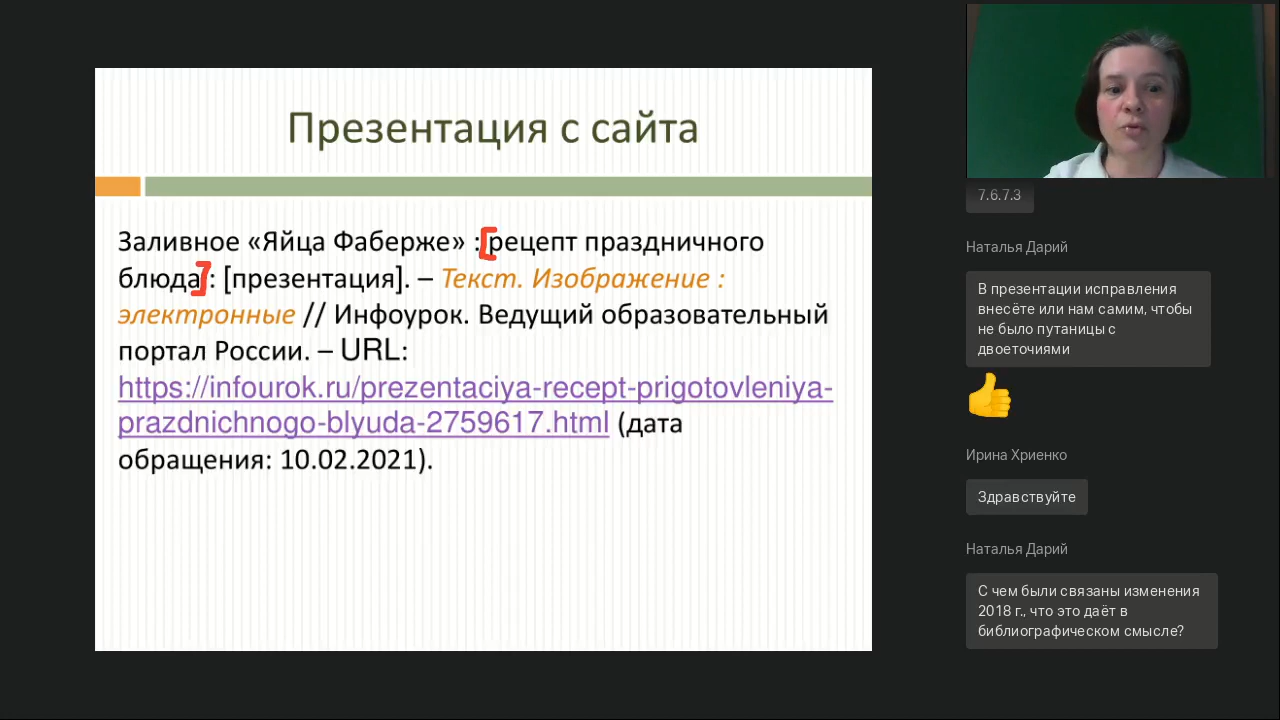 Презентация с сайта
Заливное «Яйца Фаберже» : [рецепт праздничного
блюда] : [презентация]. – Текст. Изображение :
электронные // Инфоурок. Ведущий образовательный
портал России. – URL:
https://infourok.ru/prezentaciya-recept-prigotovleniya-
prazdnichnogo-blyuda-2759617.html (дата
обращения: 10.02.2021).
7.6.7.3
Наталья Дарий
В презентации исправления
внесёте или нам самим, чтобы
не было путаницы с
двоеточиями
Ирина Хриенко
Здравствуйте
Наталья Дарий
С чем были связаны изменения
2018 г., что это даёт в
библиографическом смысле?